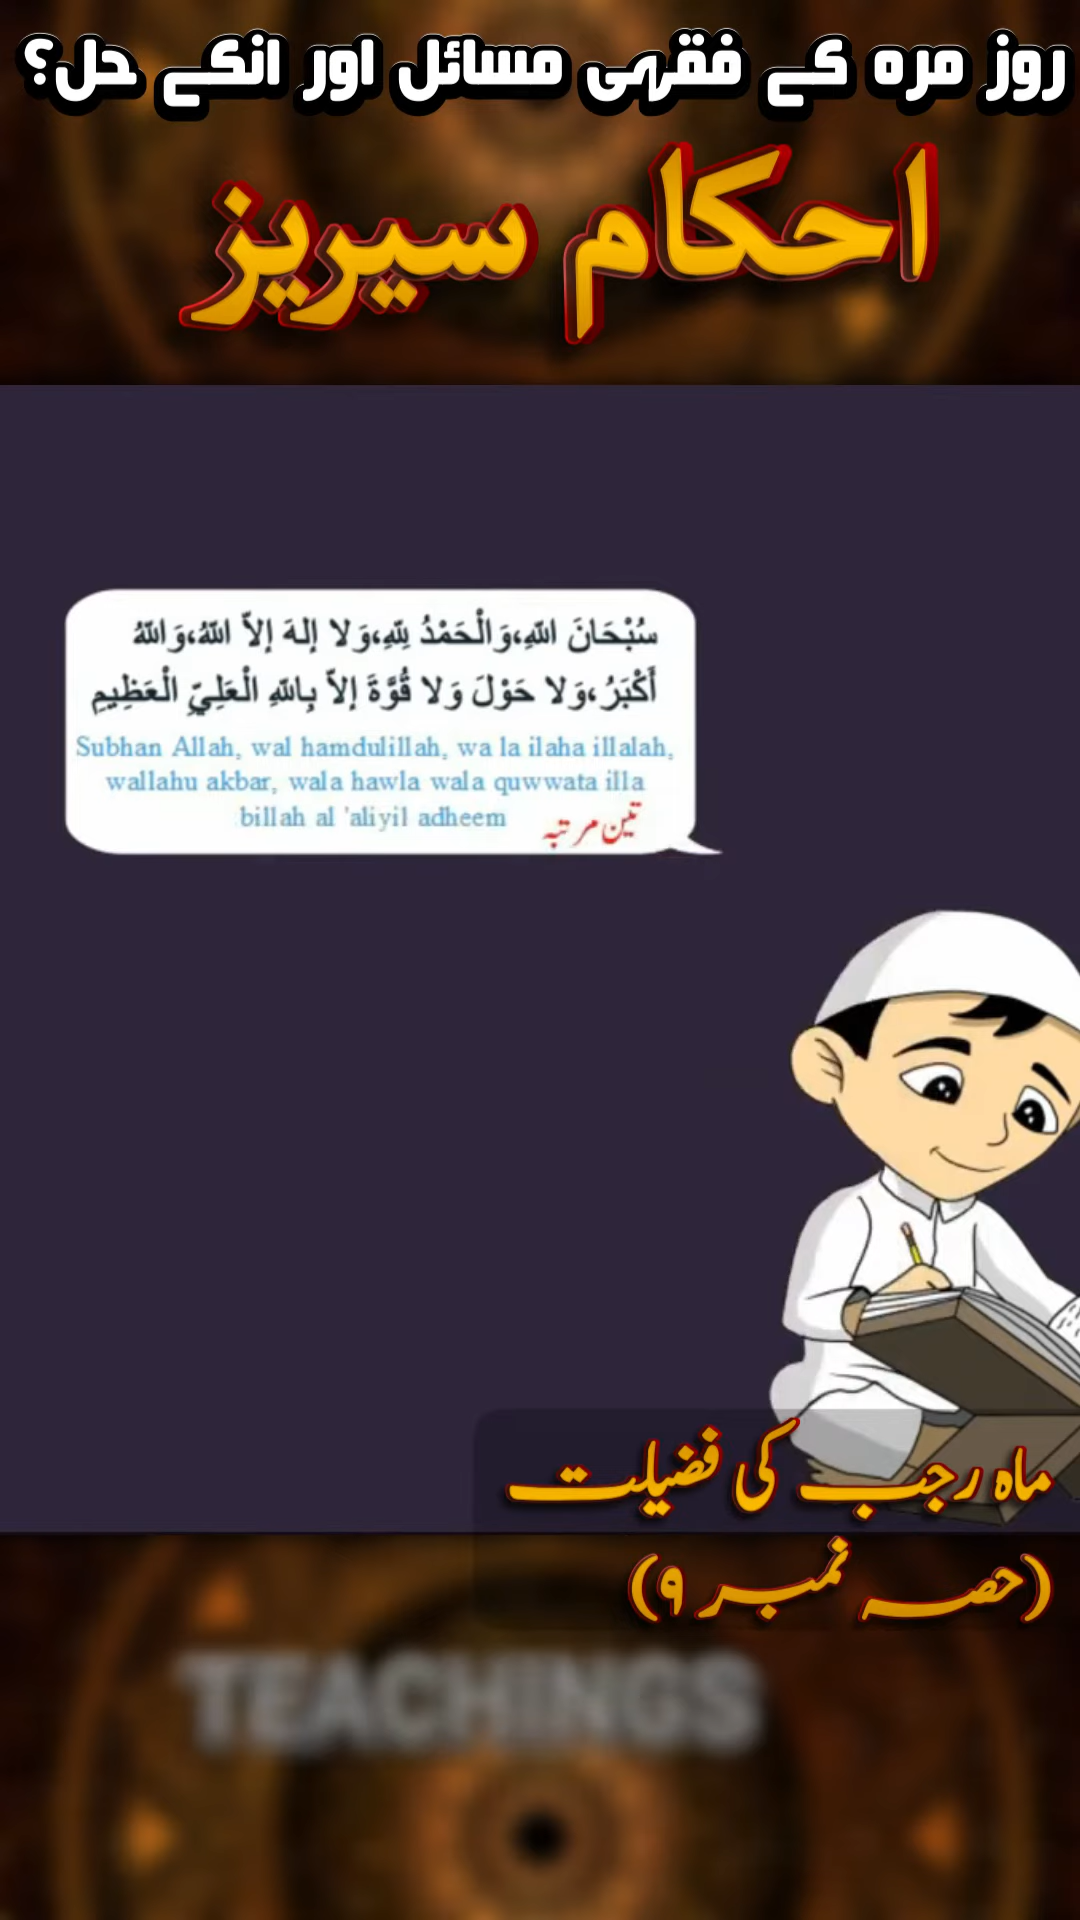 روز مرہ کے فقہی مسائل اور انکے حل؟
احکام سیریز
سُبْحَانَ اللهِ،وَالْحَمْدُ لِلهِ،وَلا إلهَ إلاّ اللهُ،وَاللهُ
أَكْبَرُ،وَلا حَوْلَ وَلا قُوَّةَ إلاّ بِاللهِ الْعَلِيِّ الْعَظِيمِ
Subhan Allah, wal hamdulillah, wa la ilaha illalah,
wallahu akbar, wala hawla wala quwwata illa
billah al 'aliyil adheem
تین مرتبہ
ماہ رجب کی فضیلت
(حصہ نمبر ۹)
TEACHINGS